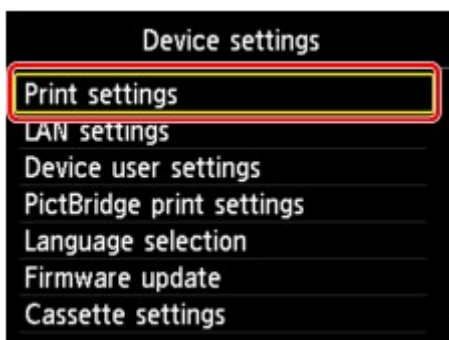 Device settings
Print settings
LAN settings
Device user settings
PictBridge print settings
Language selection
Firmware update
Cassette settings